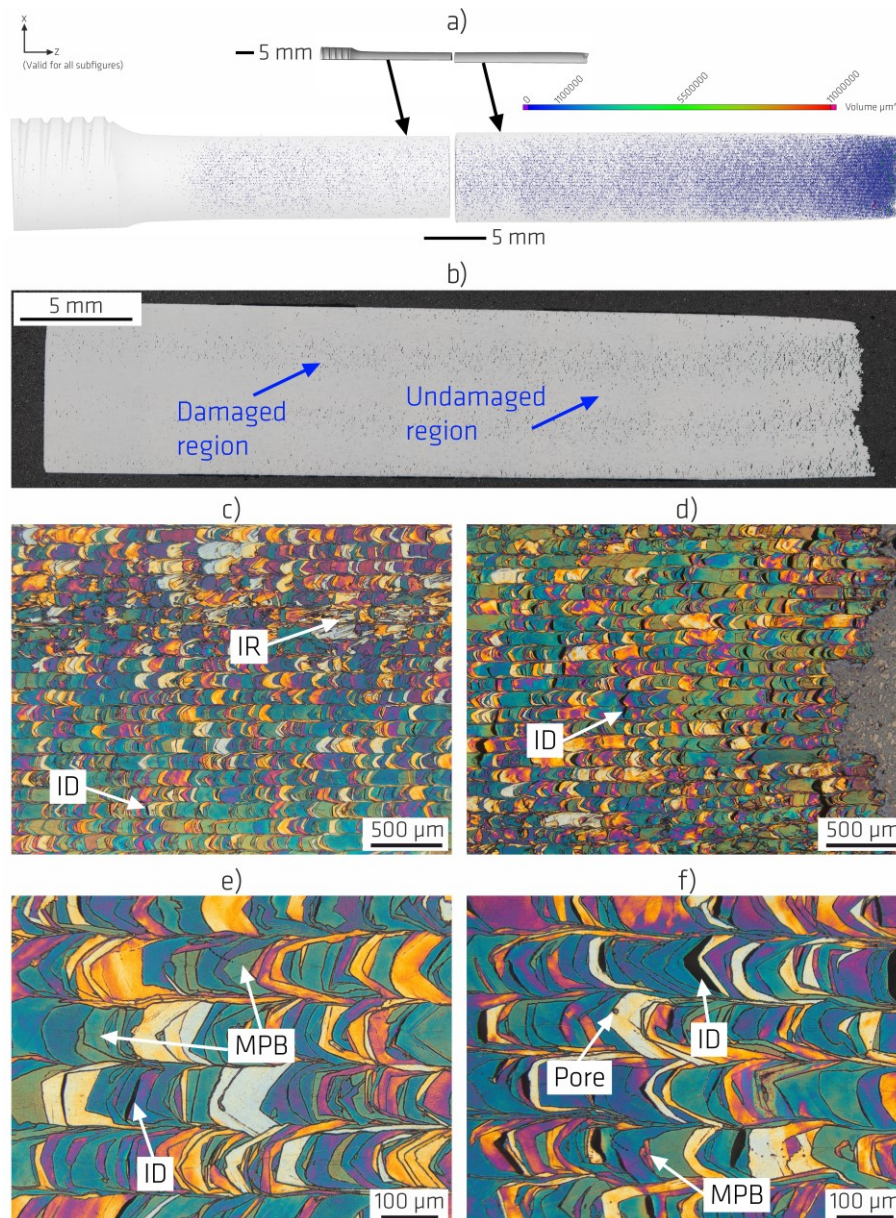 a)
X
Z
(Valid for all subfigures)
5 mm
0
1100000
5500000
11000000
Volume µm³
5 mm
b)
5 mm
Damaged
region
Undamaged
region
c)
d)
IR
ID
500 µm
ID
500 µm
e)
f)
MPB
ID
100 µm
ID
Pore
MPB
100 µm